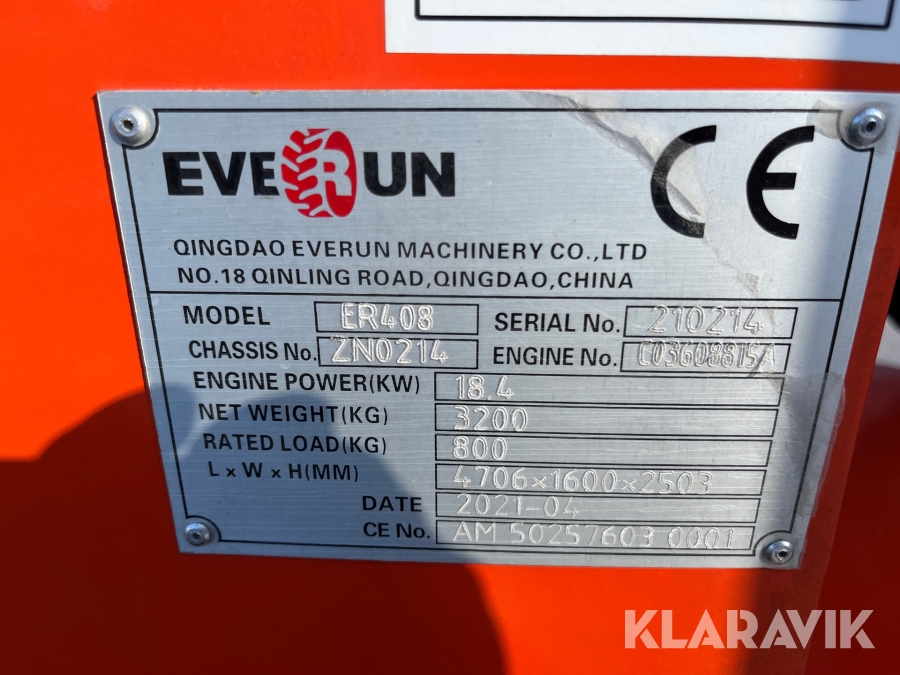 EVERUN
CE
QINGDAO EVERUN MACHINERY CO.,LTD
NO.18 QINLING ROAD,QINGDAO,CHINA
MODEL ER408 SERIAL No. 210214
CHASSIS No. ZN0214 ENGINE No. C03608815A
ENGINE POWER(KW) 18.4
NET WEIGHT(KG) 3200
RATED LOAD(KG) 800
L x W x H(MM) 4706×1600×2503
DATE 2021-04
CE No. AM 50257603 0001
KLARAVIK